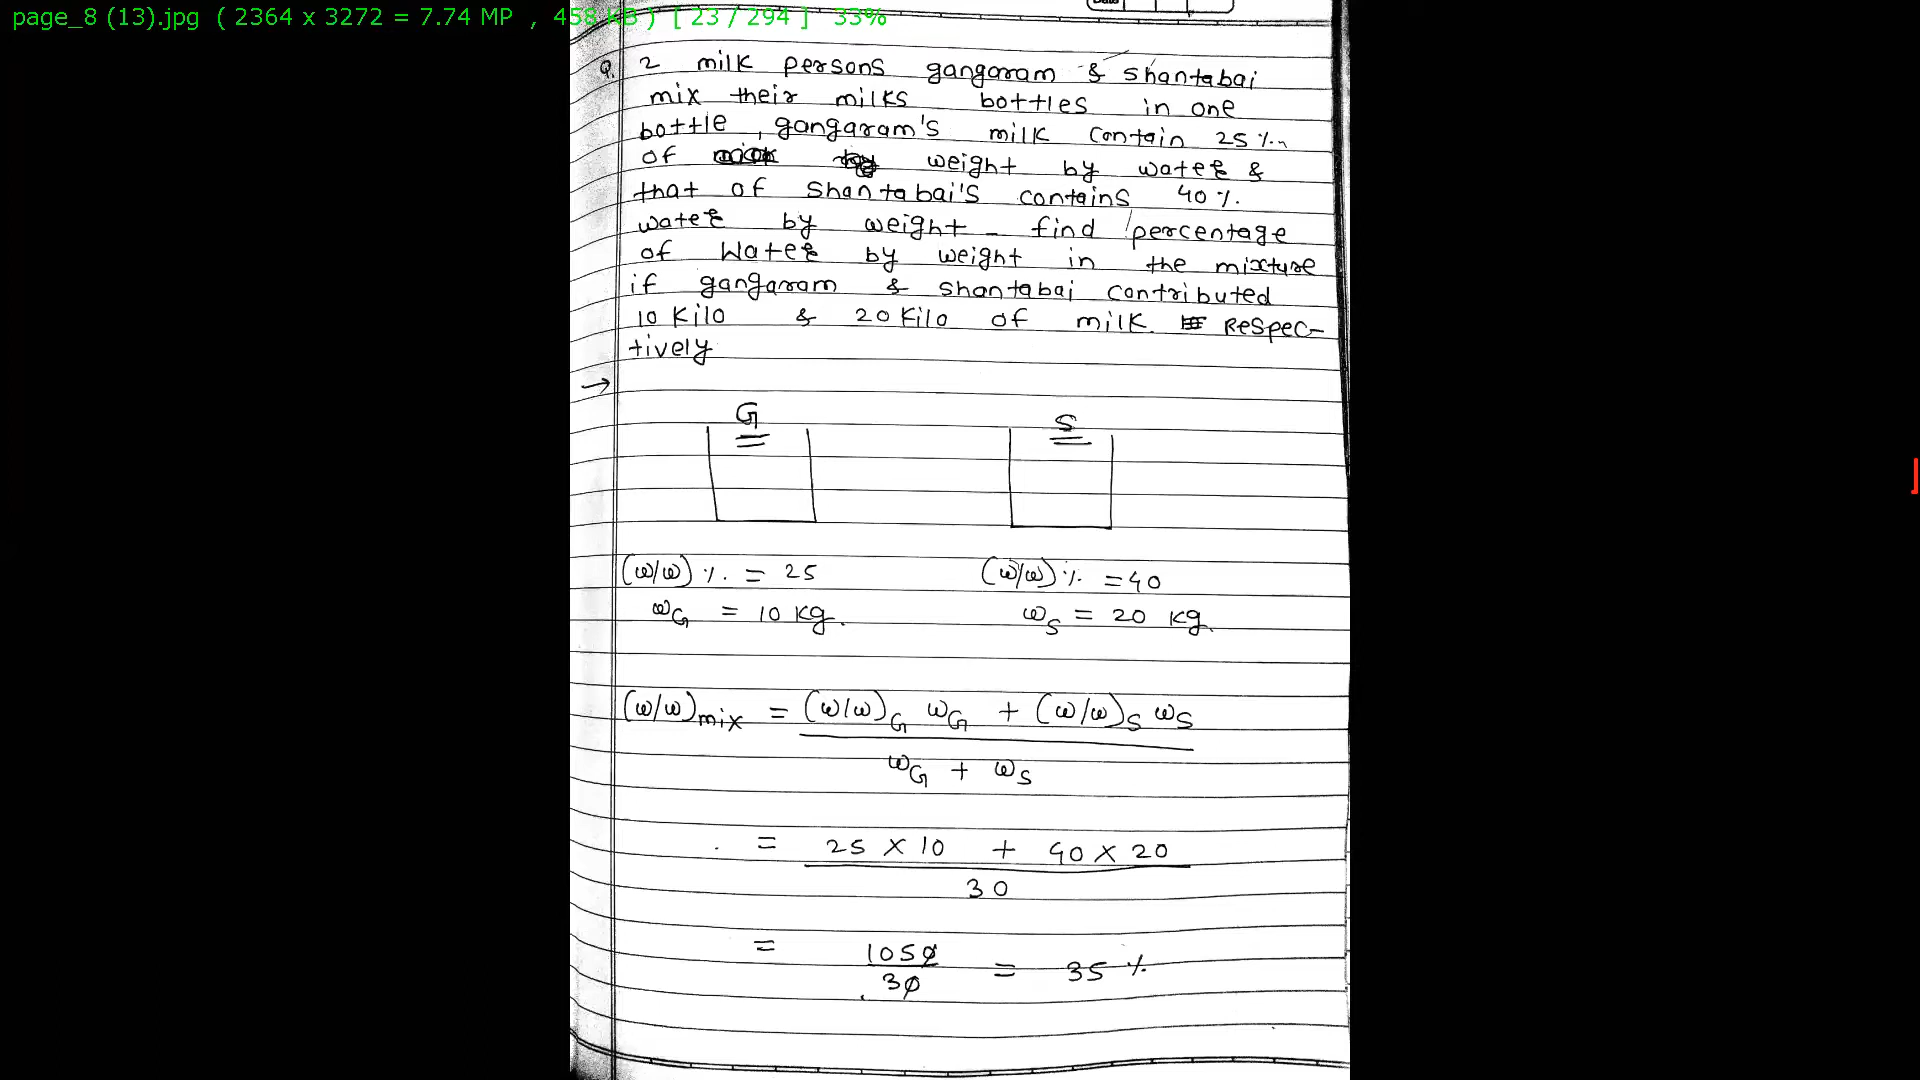 page_8 (13).jpg ( 2364 x 3272 = 7.74 MP , 458 KB ) [ 23 / 294 ] 33%
Date
Q. 2 milk persons gangaram & shantabai
mix their milks bottles in one
bottle , gangaram's milk contain 25 %
of weight by water &
that of Shantabai's contains 40 %.
water by weight - find percentage
of Water by weight in the mixture
if gangaram & shantabai contributed
10 Kilo & 20 Kilo of milk. Respec-
tively
→
G S
(w/w) % = 25 (w/w) % = 40
wG = 10 kg. wS = 20 kg.
(w/w)mix = (w/w)G wG + (w/w)S wS
wG + wS
= 25 X 10 + 40 X 20
30
= 1050
30 = 35 %